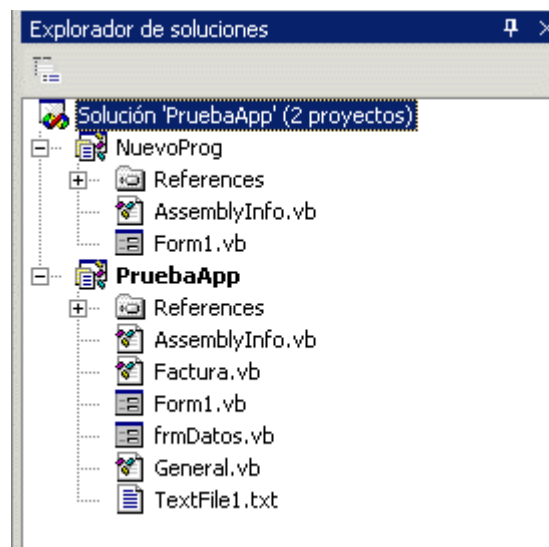 Explorador de soluciones
Solución 'PruebaApp' (2 proyectos)
NuevoProg
References
AssemblyInfo.vb
Form1.vb
PruebaApp
References
AssemblyInfo.vb
Factura.vb
Form1.vb
frmDatos.vb
General.vb
TextFile1.txt